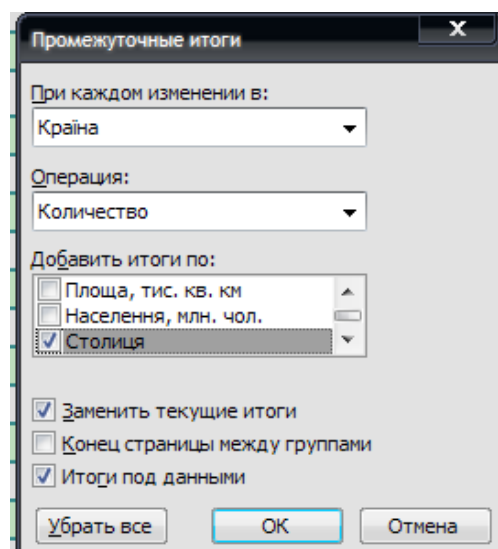 Промежуточные итоги
При каждом изменении в:
Країна
Операция:
Количество
Добавить итоги по:
Площа, тис. кв. км
Населення, млн. чол.
Столиця
Заменить текущие итоги
Конец страницы между группами
Итоги под данными
Убрать все ОК Отмена